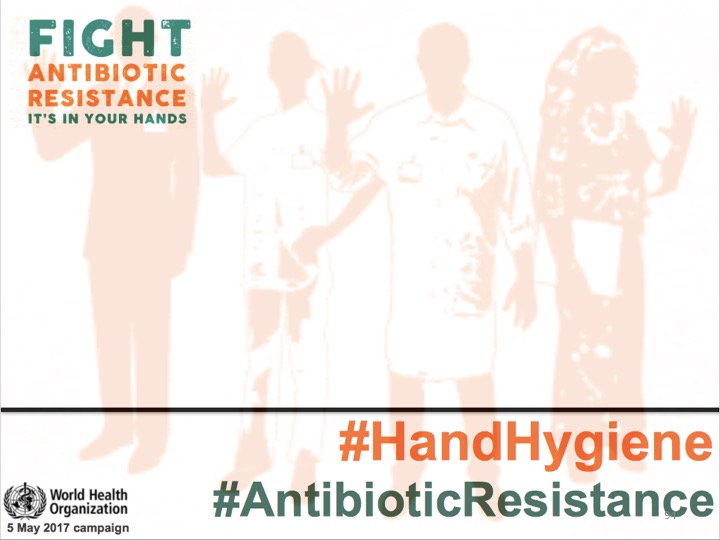 FIGHT
ANTIBIOTIC
RESISTANCE
IT'S IN YOUR HANDS
#HandHygiene
#AntibioticResistance
World Health
Organization
5 May 2017 campaign